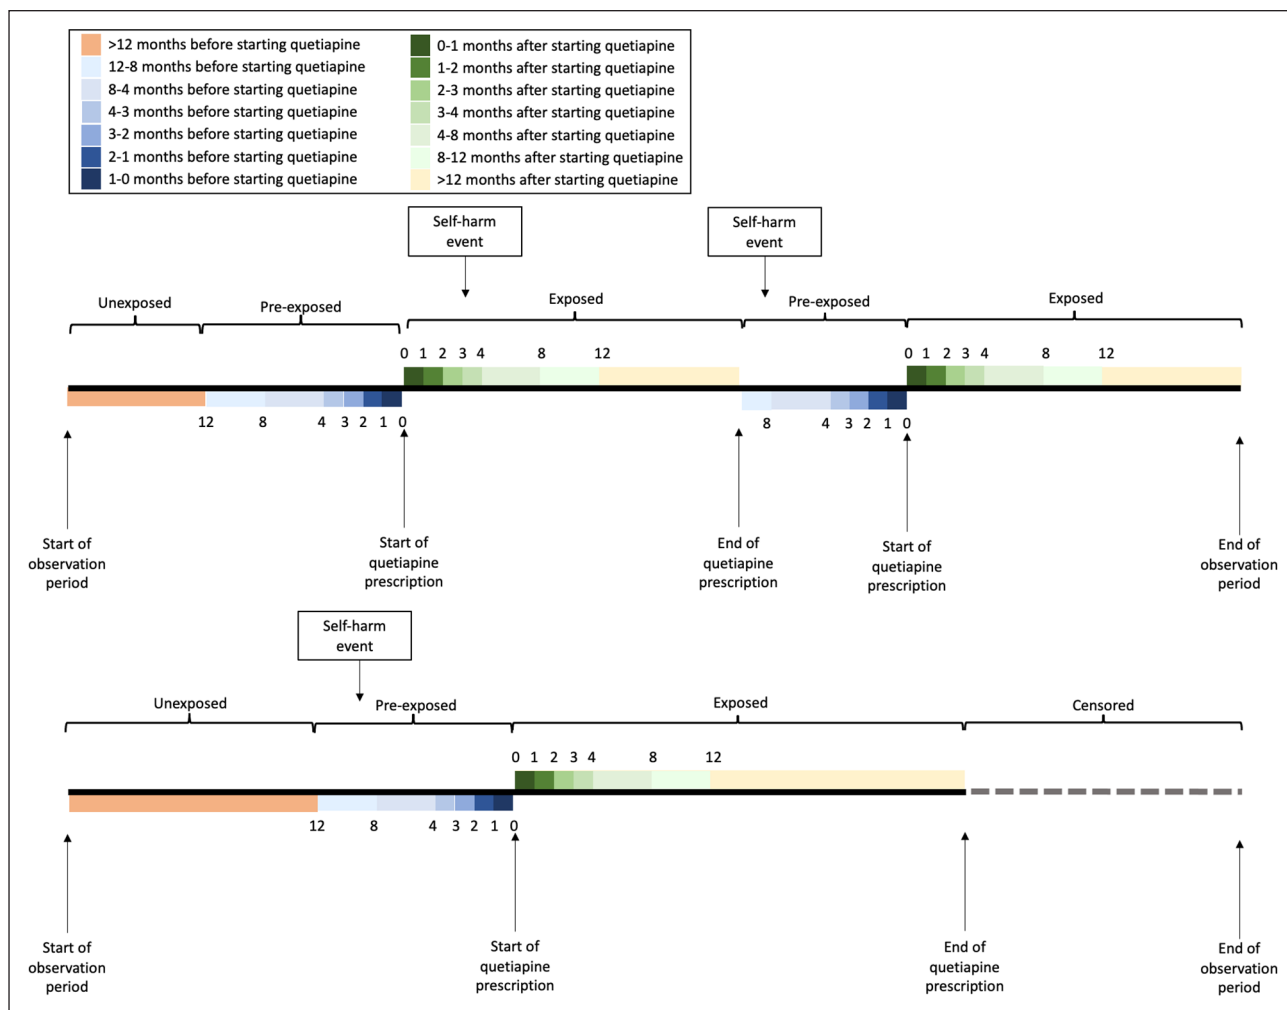 >12 months before starting quetiapine
12-8 months before starting quetiapine
8-4 months before starting quetiapine
4-3 months before starting quetiapine
3-2 months before starting quetiapine
2-1 months before starting quetiapine
1-0 months before starting quetiapine
0-1 months after starting quetiapine
1-2 months after starting quetiapine
2-3 months after starting quetiapine
3-4 months after starting quetiapine
4-8 months after starting quetiapine
8-12 months after starting quetiapine
>12 months after starting quetiapine
Self-harm
event
Self-harm
event
Unexposed
Pre-exposed
Exposed
Pre-exposed
Exposed
0 1 2 3 4 8 12
0 1 2 3 4 8 12
12 8 4 3 2 1 0
8 4 3 2 1 0
Start of
observation
period
Start of
quetiapine
prescription
End of
quetiapine
prescription
Start of
quetiapine
prescription
End of
observation
period
Self-harm
event
Unexposed
Pre-exposed
Exposed
Censored
0 1 2 3 4 8 12
12 8 4 3 2 1 0
Start of
observation
period
Start of
quetiapine
prescription
End of
quetiapine
prescription
End of
observation
period